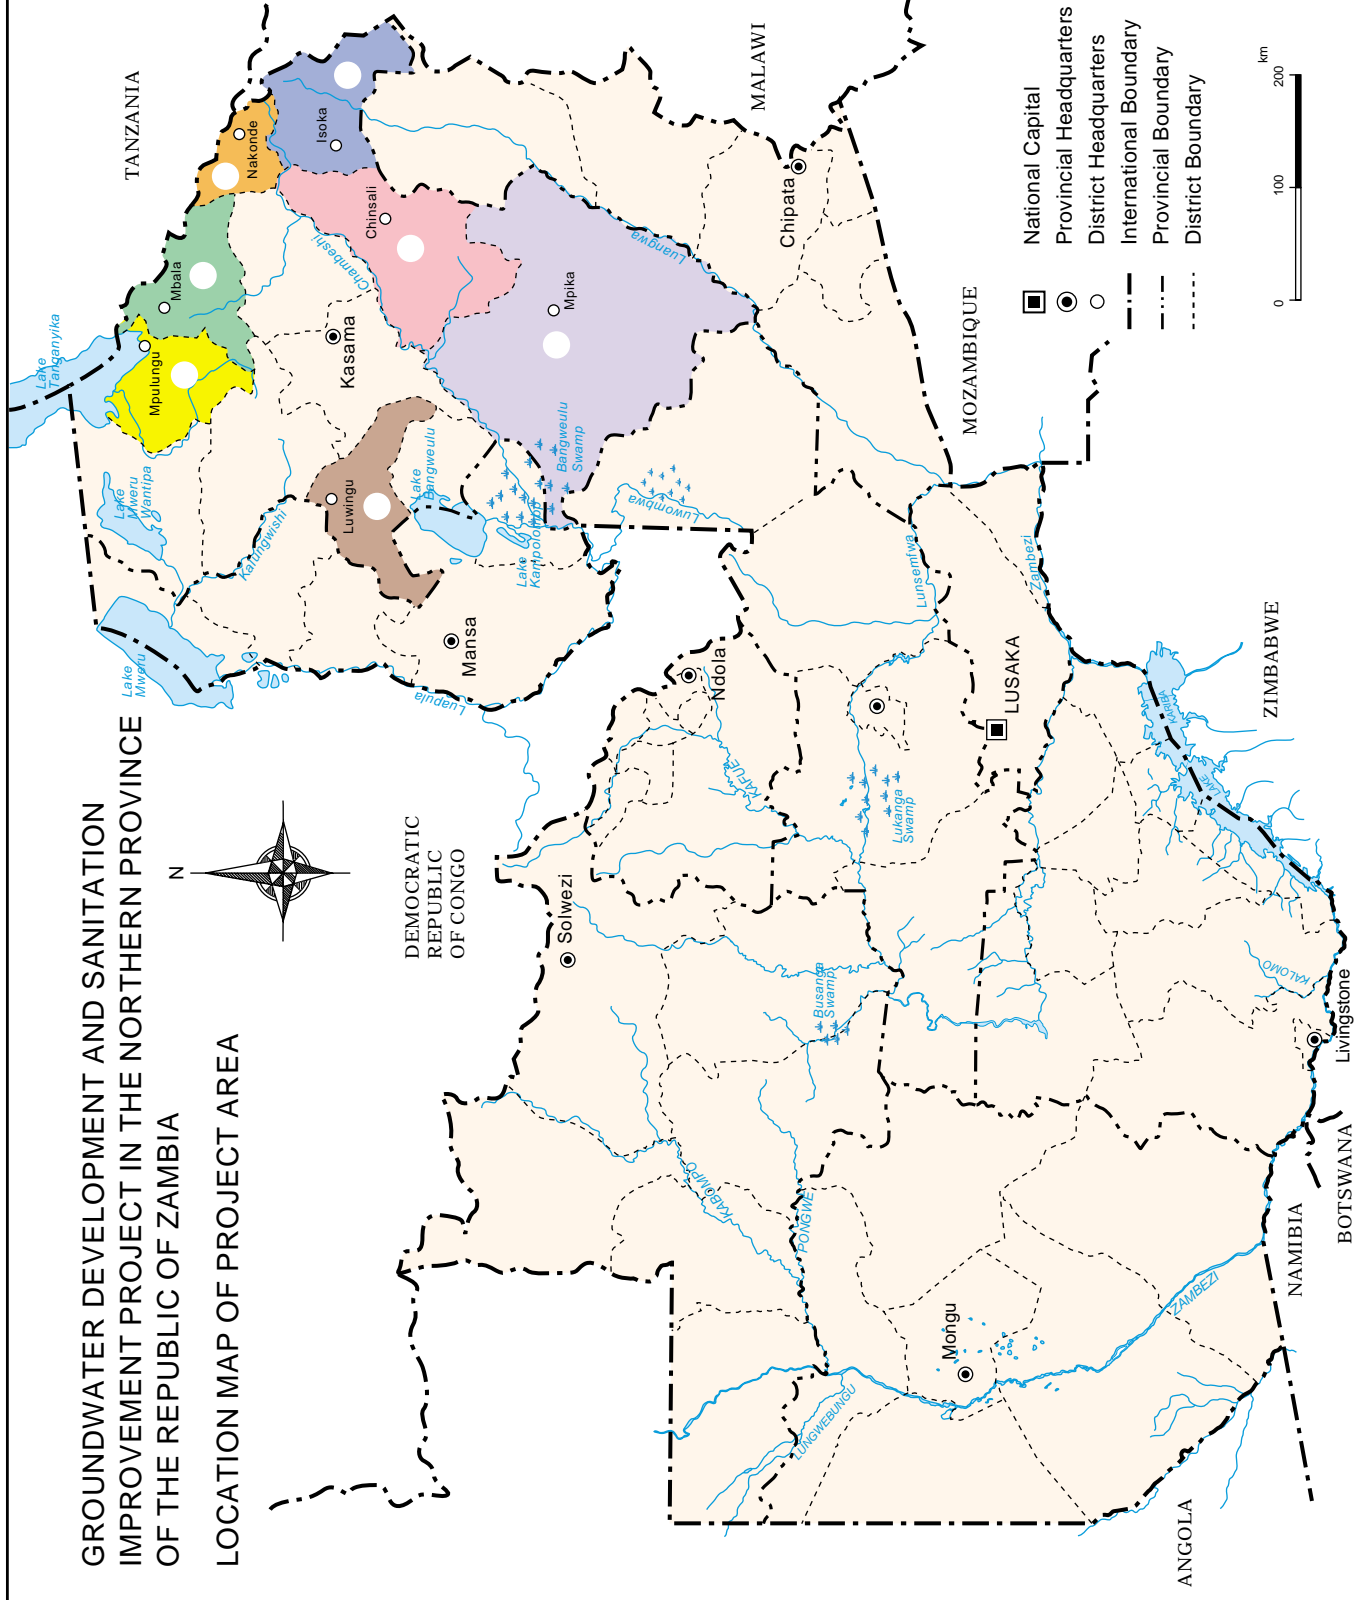 GROUNDWATER DEVELOPMENT AND SANITATION
IMPROVEMENT PROJECT IN THE NORTHERN PROVINCE
OF THE REPUBLIC OF ZAMBIA
LOCATION MAP OF PROJECT AREA
N
TANZANIA
MALAWI
MOZAMBIQUE
ZIMBABWE
BOTSWANA
NAMIBIA
ANGOLA
DEMOCRATIC
REPUBLIC
OF CONGO
Lake
Tanganyika
Lake
Mweru
Wantipa
Lake
Mweru
Kalungwishi
Luapula
Lake
Bangweulu
Lake
Kampolombo
Bangweulu
Swamp
Luwombwa
Chambeshi
Luangwa
Lunsemfwa
Zambezi
Mpulungu
Mbala
Nakonde
Isoka
Chinsali
Mpika
Luwingu
Kasama
Mansa
Chipata
Ndola
LUSAKA
Solwezi
Mongu
Livingstone
KAFUE
Lukanga
Swamp
Busanga
Swamp
KABOMPO
PONGWE
LUNGWEBUNGU
ZAMBEZI
KALOMO
LAKE
KARIBA
National Capital
Provincial Headquarters
District Headquarters
International Boundary
Provincial Boundary
District Boundary
0
100
200
km